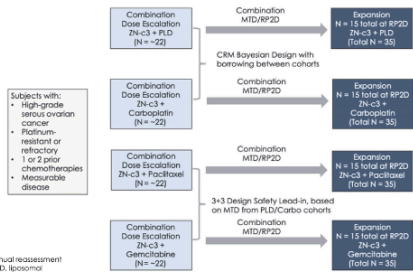 Subjects with:
• High-grade
serous ovarian
cancer
• Platinum-
resistant or
refractory
• 1 or 2 prior
chemotherapies
• Measurable
disease
Combination
Dose Escalation
ZN-c3 + PLD
(N = ~22)
Combination
MTD/RP2D
Expansion
N = 15 total at RP2D
ZN-c3 + PLD
(Total N = 35)
CRM Bayesian Design with
borrowing between cohorts
Combination
Dose Escalation
ZN-c3 +
Carboplatin
(N = ~22)
Combination
MTD/RP2D
Expansion
N = 15 total at RP2D
ZN-c3 +
Carboplatin
(Total N = 35)
Combination
Dose Escalation
ZN-c3 + Paclitaxel
(N = ~22)
Combination
MTD/RP2D
Expansion
N = 15 total at RP2D
ZN-c3 + Paclitaxel
(Total N = 35)
3+3 Design Safety Lead-in, based
on MTD from PLD/Carbo cohorts
Combination
Dose Escalation
ZN-c3 +
Gemcitabine
(N = ~22)
Combination
MTD/RP2D
Expansion
N = 15 total at RP2D
ZN-c3 +
Gemcitabine
(Total N = 35)
nual reassessment
D, liposomal